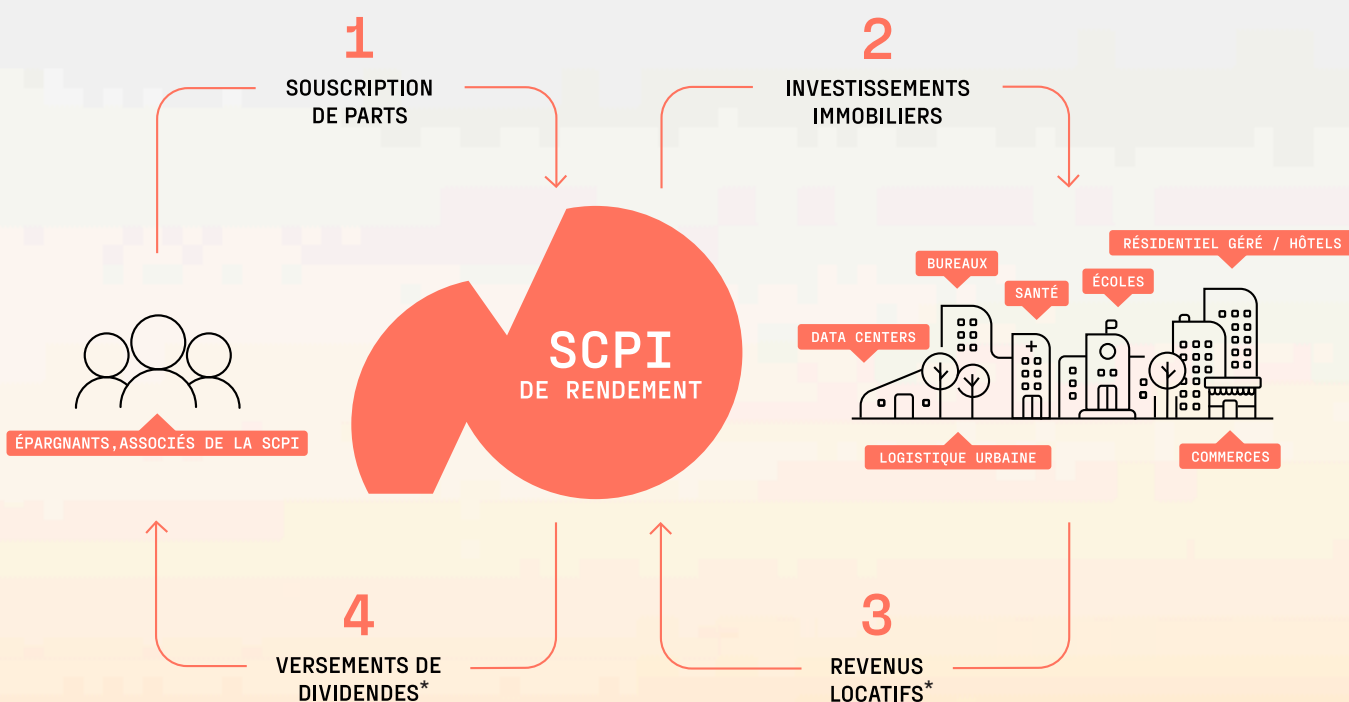 1
SOUSCRIPTION
DE PARTS
2
INVESTISSEMENTS
IMMOBILIERS
RÉSIDENTIEL GÉRÉ / HÔTELS
BUREAUX
ÉCOLES
SANTÉ
DATA CENTERS
SCPI
DE RENDEMENT
ÉPARGNANTS,ASSOCIÉS DE LA SCPI
LOGISTIQUE URBAINE
COMMERCES
4
VERSEMENTS DE
DIVIDENDES*
3
REVENUS
LOCATIFS*